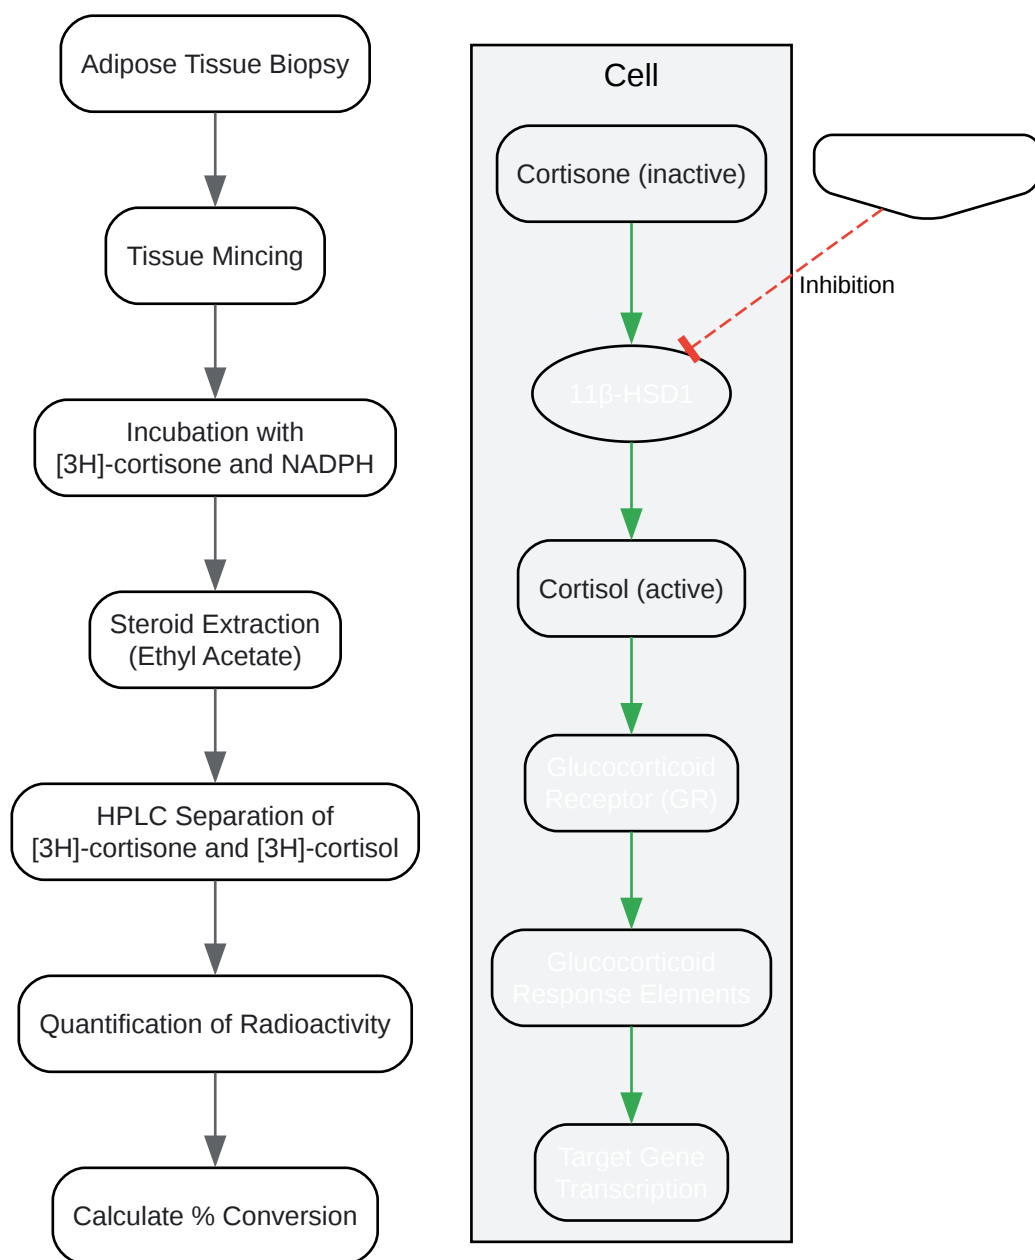 Adipose Tissue Biopsy
Tissue Mincing
Incubation with
[3H]-cortisone and NADPH
Steroid Extraction
(Ethyl Acetate)
HPLC Separation of
[3H]-cortisone and [3H]-cortisol
Quantification of Radioactivity
Calculate % Conversion
Cell
Cortisone (inactive)
11β-HSD1
Cortisol (active)
Glucocorticoid
Receptor (GR)
Glucocorticoid
Response Elements
Target Gene
Transcription
Inhibition